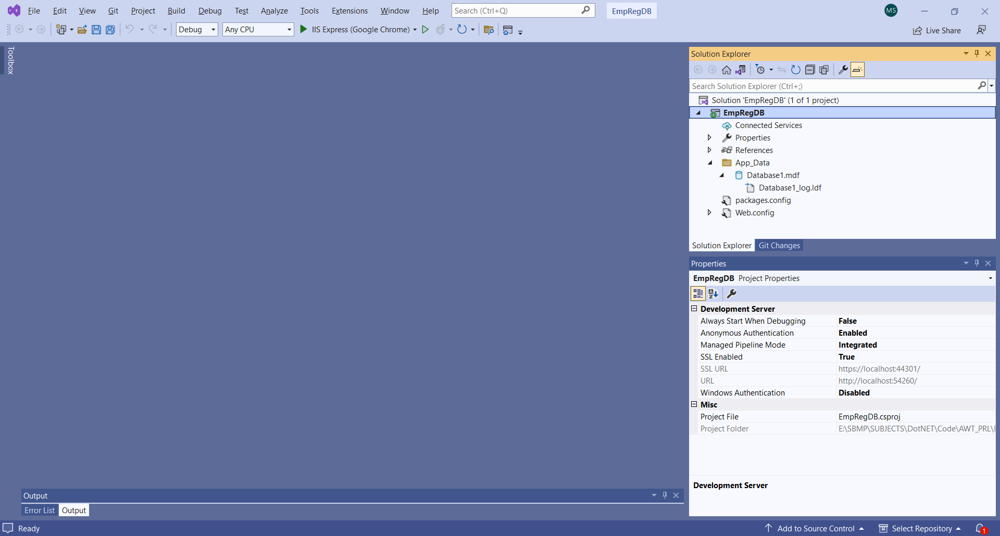 File Edit View Git Project Build Debug Test Analyze Tools Extensions Window Help Search (Ctrl+Q) EmpRegDB MS
Debug Any CPU IIS Express (Google Chrome) Live Share
Toolbox
Solution Explorer
Search Solution Explorer (Ctrl+;)
Solution 'EmpRegDB' (1 of 1 project)
EmpRegDB
Connected Services
Properties
References
App_Data
Database1.mdf
Database1_log.ldf
packages.config
Web.config
Solution Explorer Git Changes
Properties
EmpRegDB Project Properties
Development Server
Always Start When Debugging False
Anonymous Authentication Enabled
Managed Pipeline Mode Integrated
SSL Enabled True
SSL URL https://localhost:44301/
URL http://localhost:54260/
Windows Authentication Disabled
Misc
Project File EmpRegDB.csproj
Project Folder E:\SBMP\SUBJECTS\DotNET\Code\AWT_PRL\
Development Server
Output
Error List Output
Ready Add to Source Control Select Repository 1